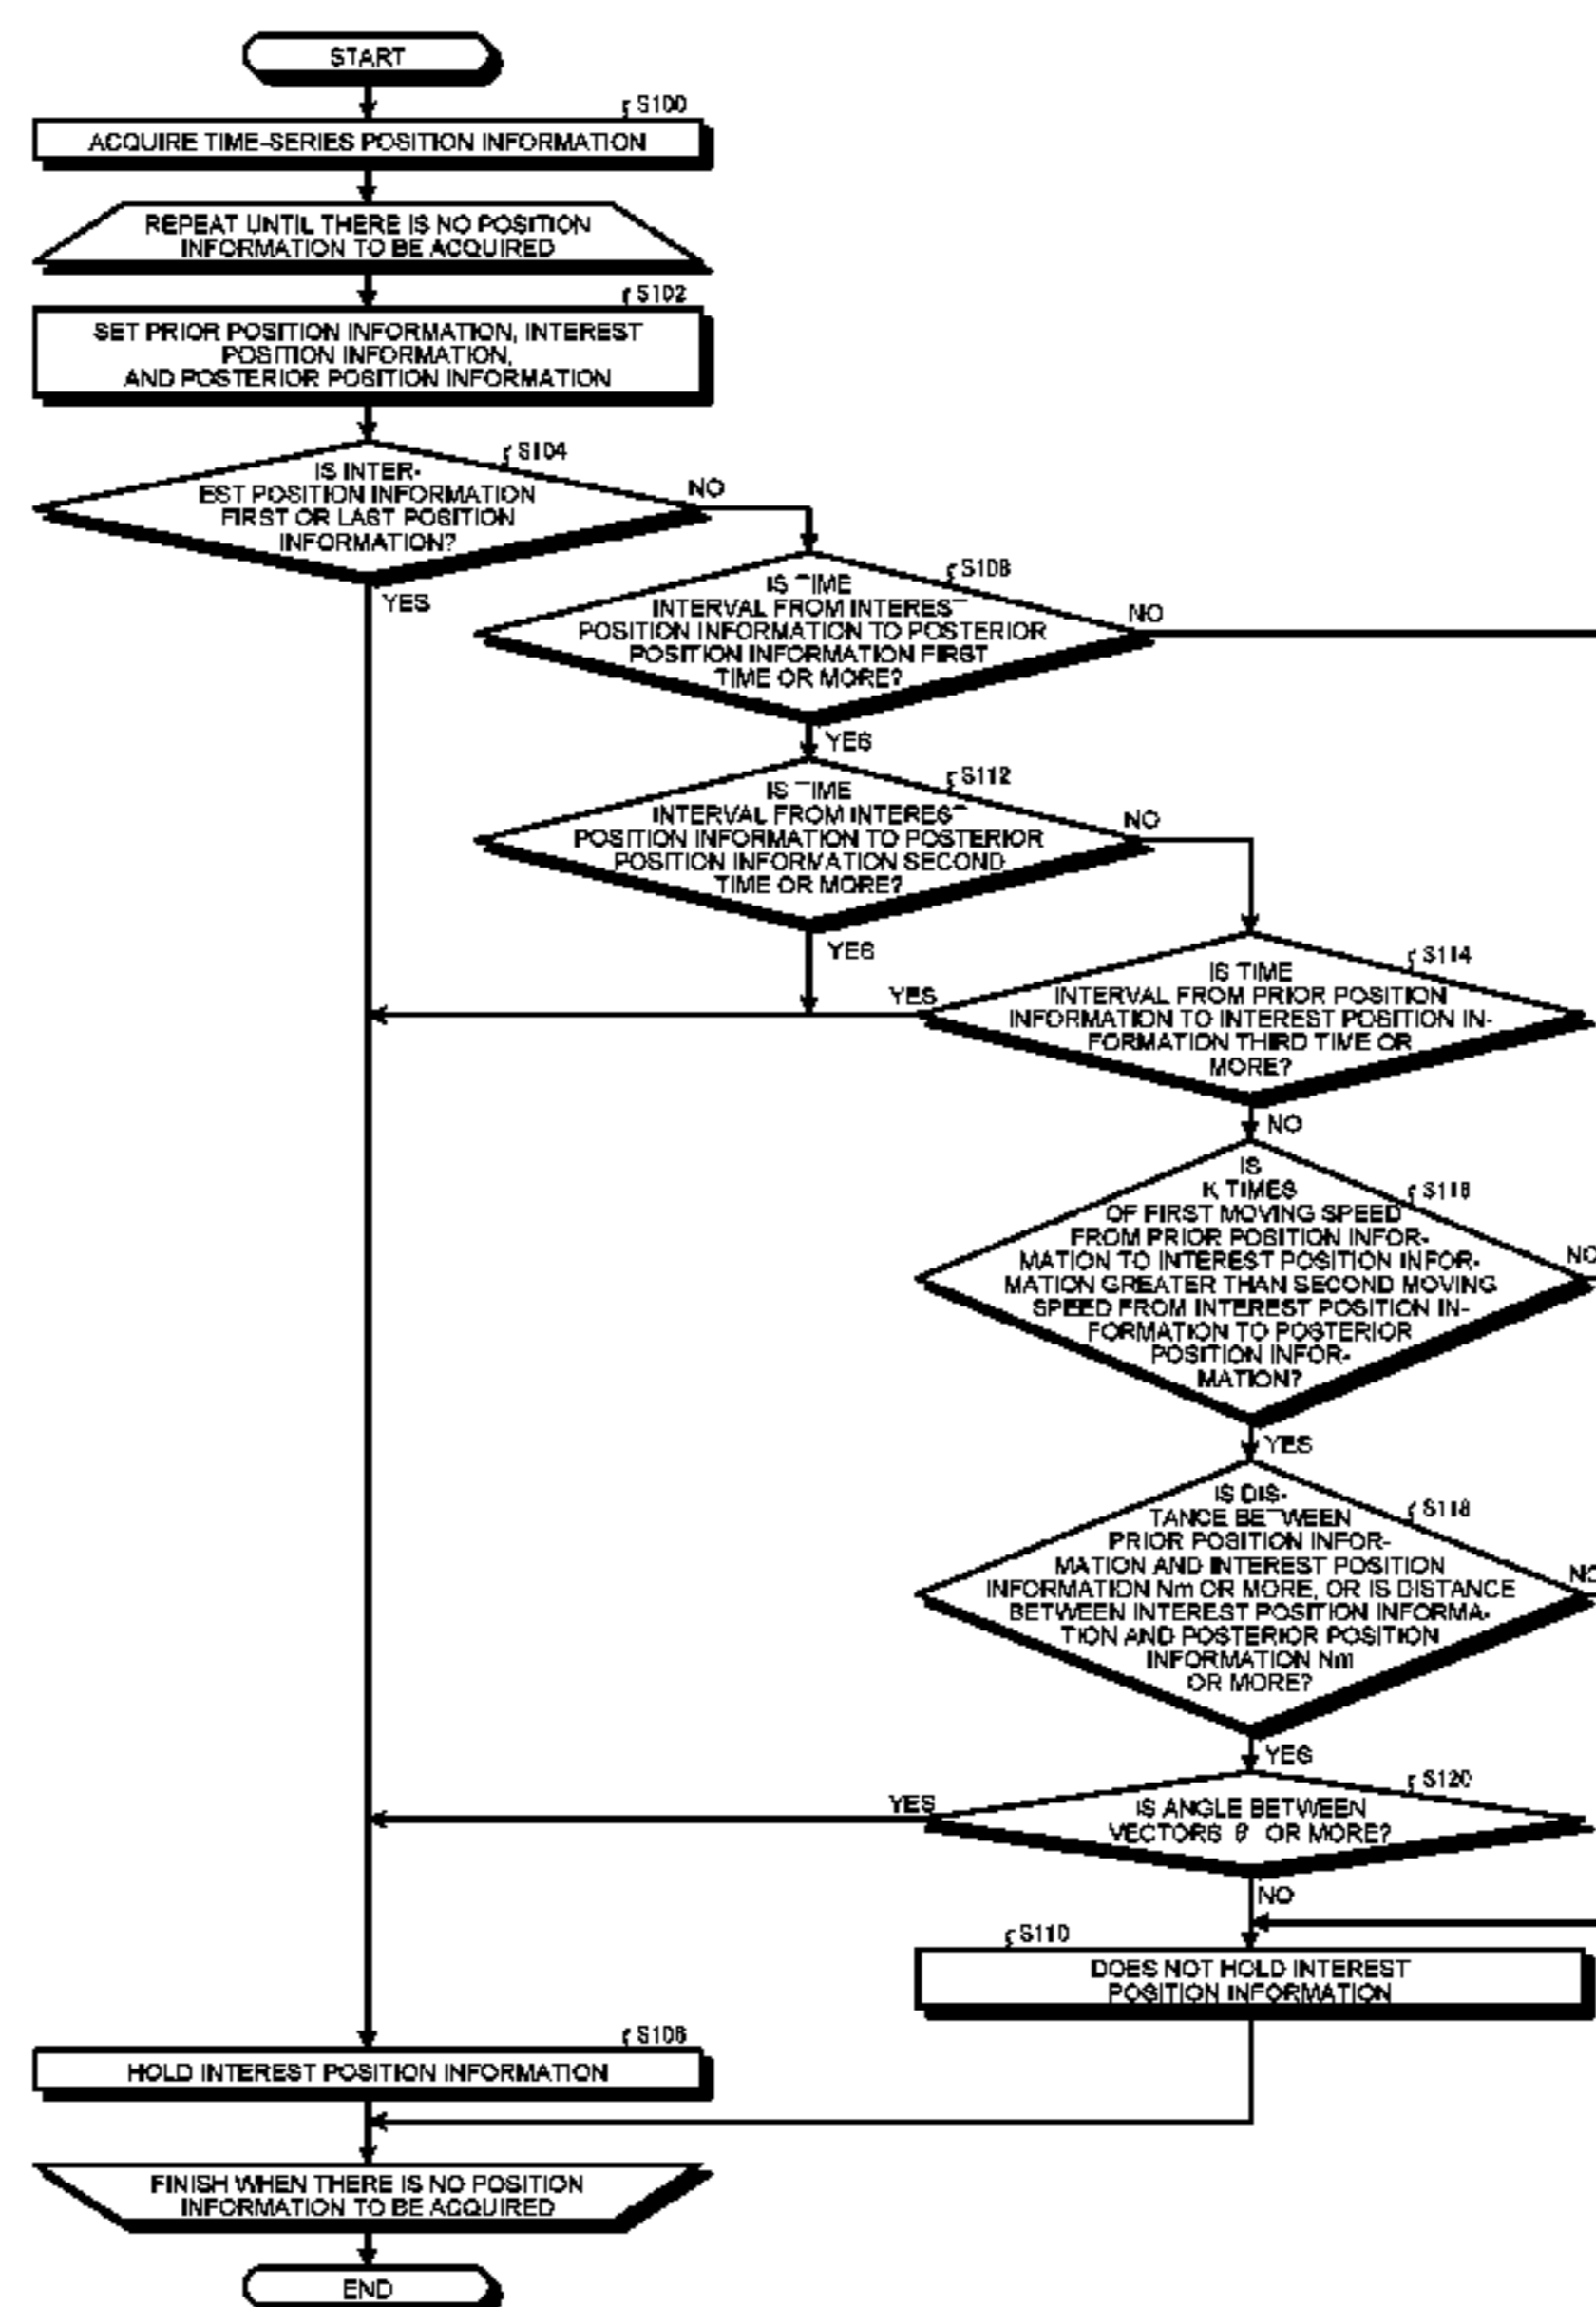 START
S100
ACQUIRE TIME-SERIES POSITION INFORMATION
REPEAT UNTIL THERE IS NO POSITION
INFORMATION TO BE ACQUIRED
S102
SET PRIOR POSITION INFORMATION, INTEREST
POSITION INFORMATION,
AND POSTERIOR POSITION INFORMATION
S104
IS INTER-
EST POSITION INFORMATION
FIRST OR LAST POSITION
INFORMATION?
NO
YES
S108
IS TIME
INTERVAL FROM INTEREST
POSITION INFORMATION TO POSTERIOR
POSITION INFORMATION FIRST
TIME OR MORE?
NO
YES
S112
IS TIME
INTERVAL FROM INTEREST
POSITION INFORMATION TO POSTERIOR
POSITION INFORMATION SECOND
TIME OR MORE?
NO
YES
S114
IS TIME
INTERVAL FROM PRIOR POSITION
INFORMATION TO INTEREST POSITION IN-
FORMATION THIRD TIME OR
MORE?
YES
NO
S116
IS
K TIMES
OF FIRST MOVING SPEED
FROM PRIOR POSITION INFOR-
MATION TO INTEREST POSITION INFOR-
MATION GREATER THAN SECOND MOVING
SPEED FROM INTEREST POSITION IN-
FORMATION TO POSTERIOR
POSITION INFOR-
MATION?
NO
YES
S118
IS DIS-
TANCE BETWEEN
PRIOR POSITION INFOR-
MATION AND INTEREST POSITION
INFORMATION Nm OR MORE, OR IS DISTANCE
BETWEEN INTEREST POSITION INFORMA-
TION AND POSTERIOR POSITION
INFORMATION Nm
OR MORE?
NO
YES
S120
IS ANGLE BETWEEN
VECTORS OR MORE?
YES
NO
S110
DOES NOT HOLD INTEREST
POSITION INFORMATION
S106
HOLD INTEREST POSITION INFORMATION
FINISH WHEN THERE IS NO POSITION
INFORMATION TO BE ACQUIRED
END